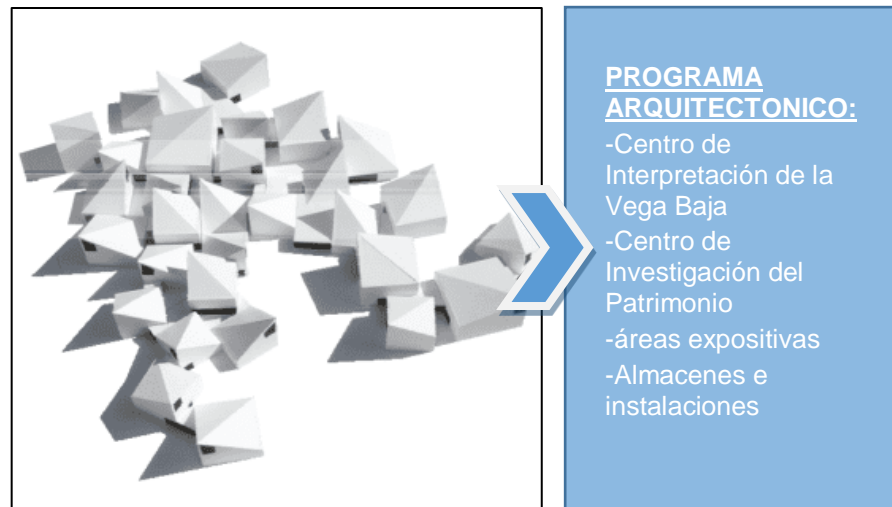 PROGRAMA
ARQUITECTONICO:
-Centro de
Interpretación de la
Vega Baja
-Centro de
Investigación del
Patrimonio
-áreas expositivas
-Almacenes e
instalaciones